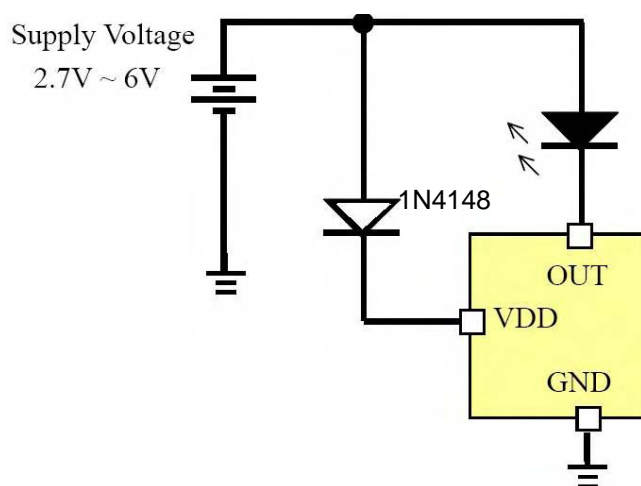 Supply Voltage
2.7V ~ 6V
1N4148
OUT
VDD
GND